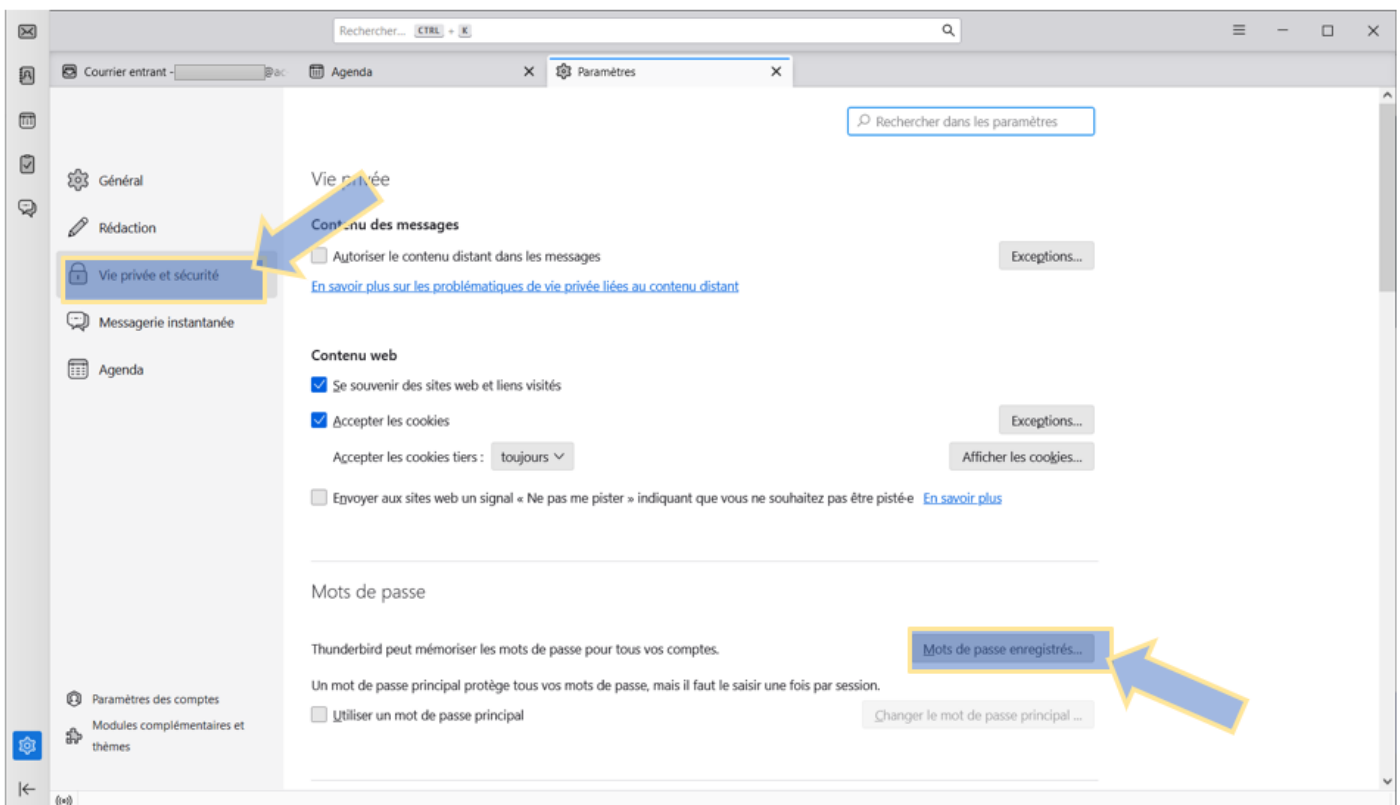 Rechercher... CTRL + K
Courrier entrant - @ac
Agenda
Paramètres
Rechercher dans les paramètres
Général
Rédaction
Vie privée et sécurité
Messagerie instantanée
Agenda
Paramètres des comptes
Modules complémentaires et
thèmes
Vie privée
Contenu des messages
Autoriser le contenu distant dans les messages
Exceptions...
En savoir plus sur les problématiques de vie privée liées au contenu distant
Contenu web
Se souvenir des sites web et liens visités
Accepter les cookies
Exceptions...
Accepter les cookies tiers : toujours
Afficher les cookies...
Envoyer aux sites web un signal « Ne pas me pister » indiquant que vous ne souhaitez pas être pisté·e En savoir plus
Mots de passe
Thunderbird peut mémoriser les mots de passe pour tous vos comptes.
Mots de passe enregistrés...
Un mot de passe principal protège tous vos mots de passe, mais il faut le saisir une fois par session.
Utiliser un mot de passe principal
Changer le mot de passe principal ...